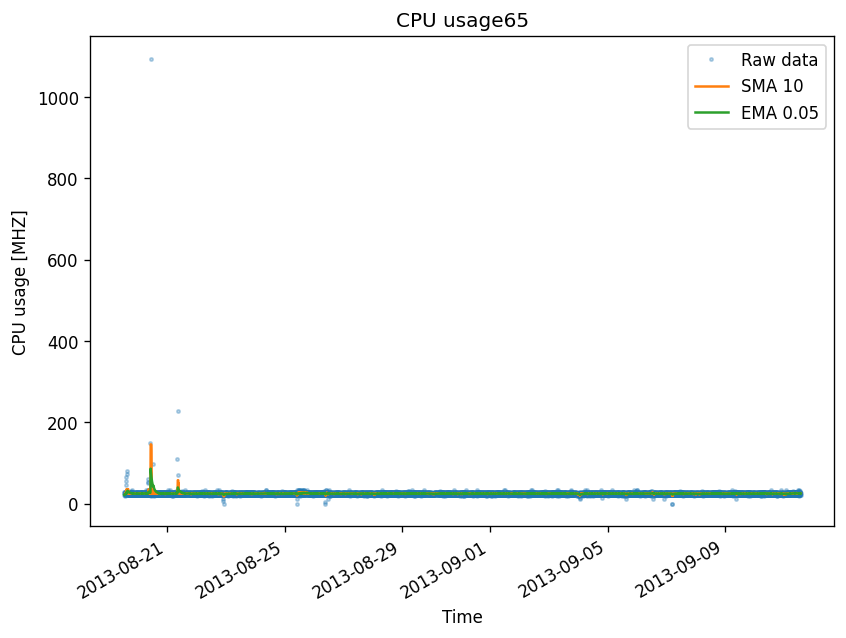 CPU usage65
Raw data
SMA 10
EMA 0.05
CPU usage [MHZ]
1000
800
600
400
200
0
2013-08-21
2013-08-25
2013-08-29
2013-09-01
2013-09-05
2013-09-09
Time